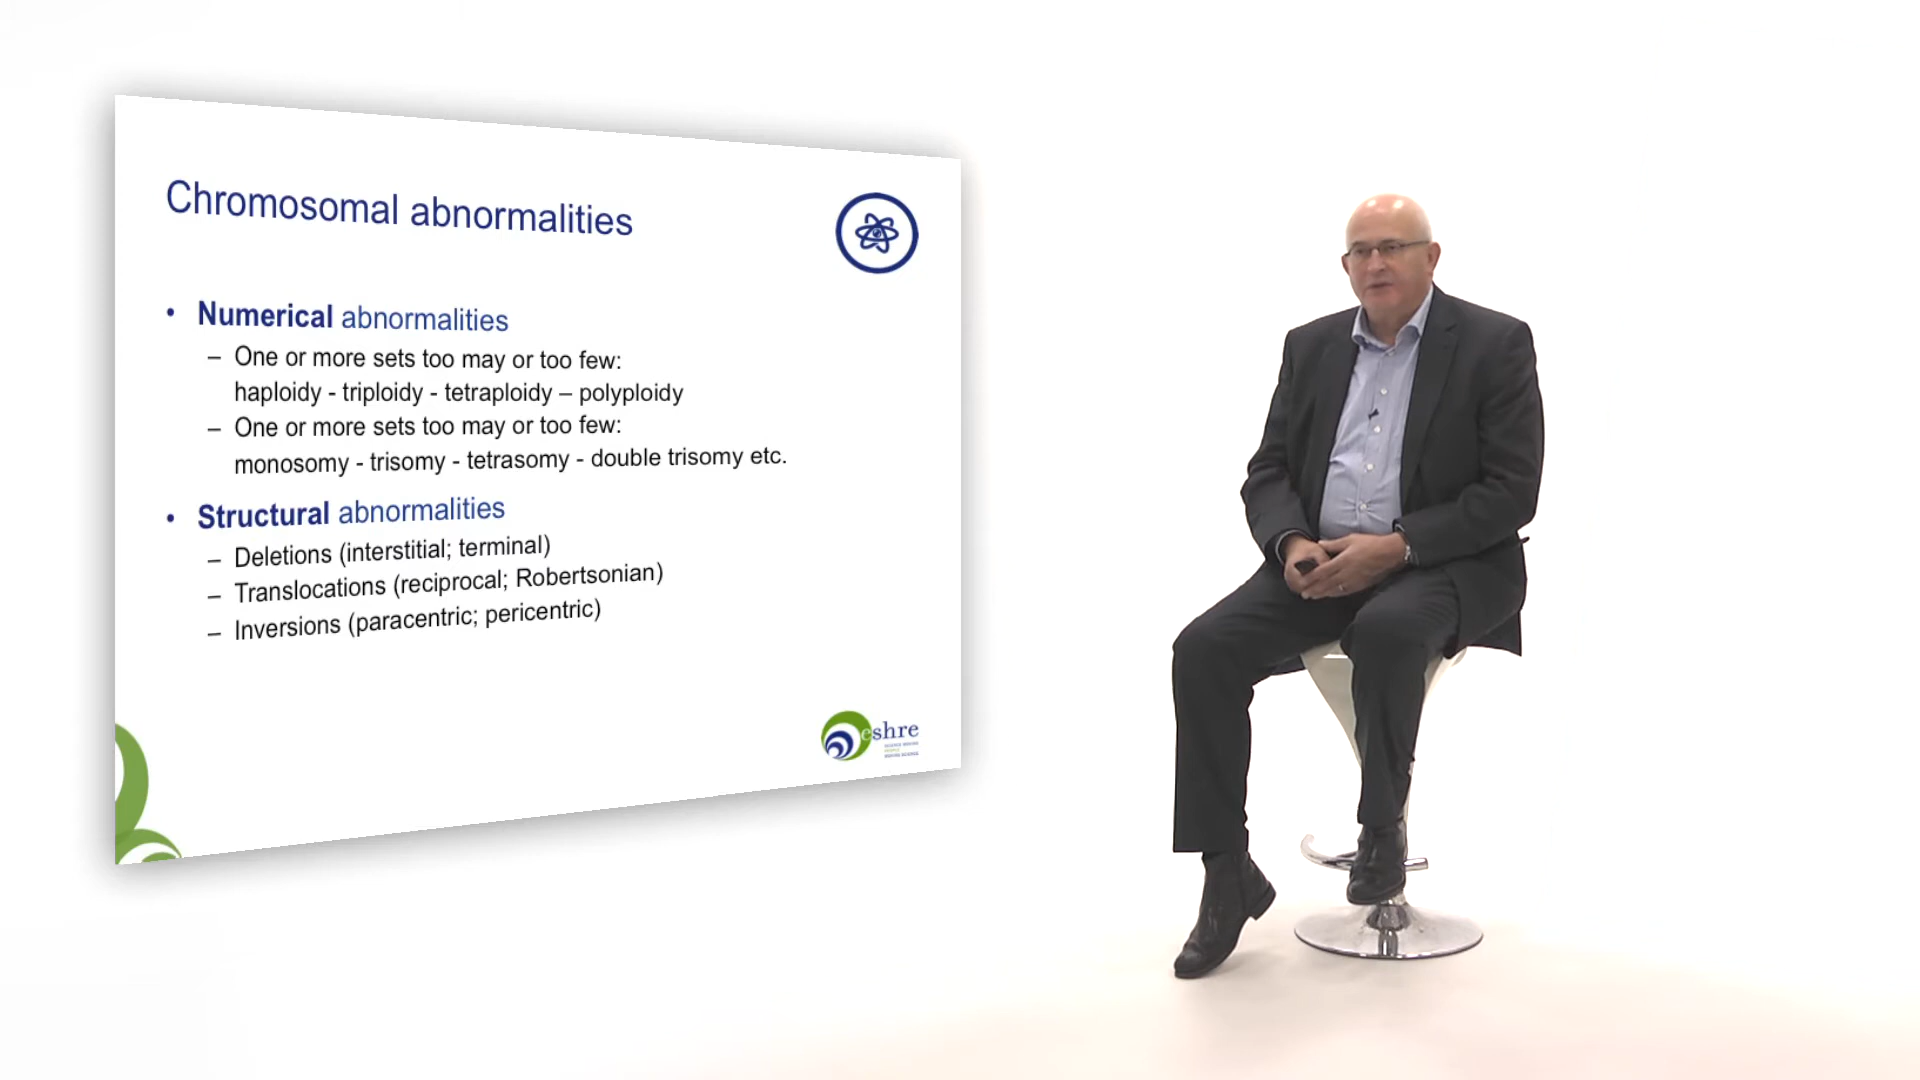 Chromosomal abnormalities
• Numerical abnormalities
– One or more sets too may or too few:
haploidy - triploidy - tetraploidy – polyploidy
– One or more sets too may or too few:
monosomy - trisomy - tetrasomy - double trisomy etc.
• Structural abnormalities
– Deletions (interstitial; terminal)
– Translocations (reciprocal; Robertsonian)
– Inversions (paracentric; pericentric)
eshre